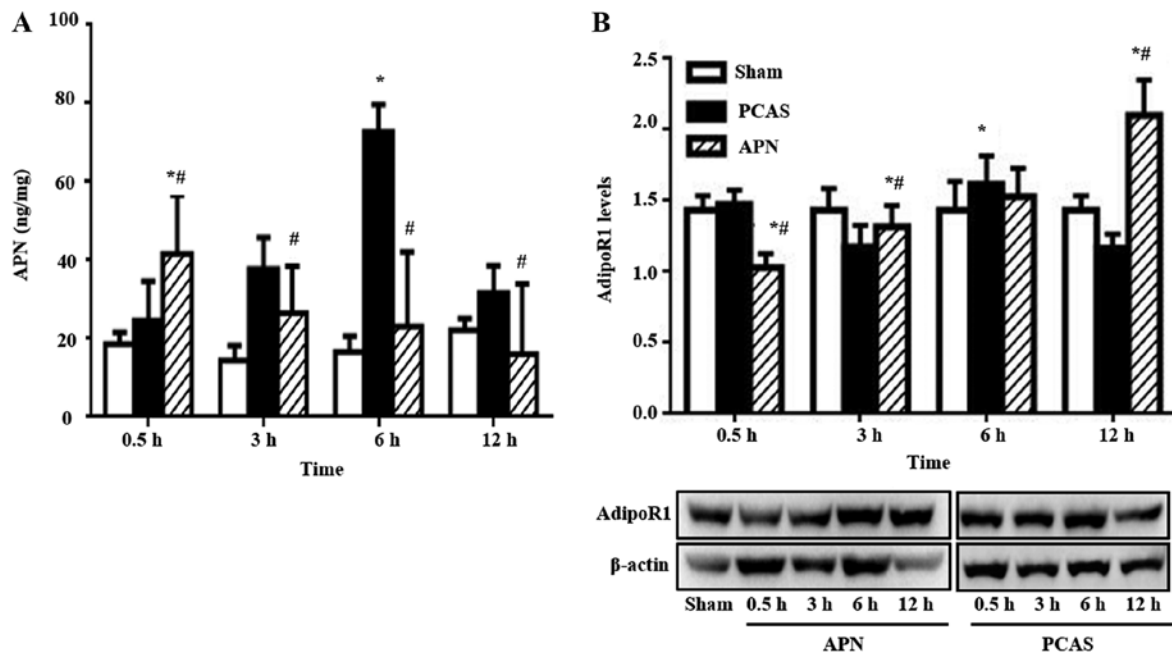 A
100
80
60
40
20
0
APN (ng/mg)
*#
#
*
#
#
0.5 h 3 h 6 h 12 h
Time
B
2.5
2.0
1.5
1.0
0.5
0.0
AdipoR1 levels
Sham
PCAS
APN
*#
*#
*
*#
0.5 h 3 h 6 h 12 h
Time
AdipoR1
β-actin
Sham 0.5 h 3 h 6 h 12 h 0.5 h 3 h 6 h 12 h
APN PCAS